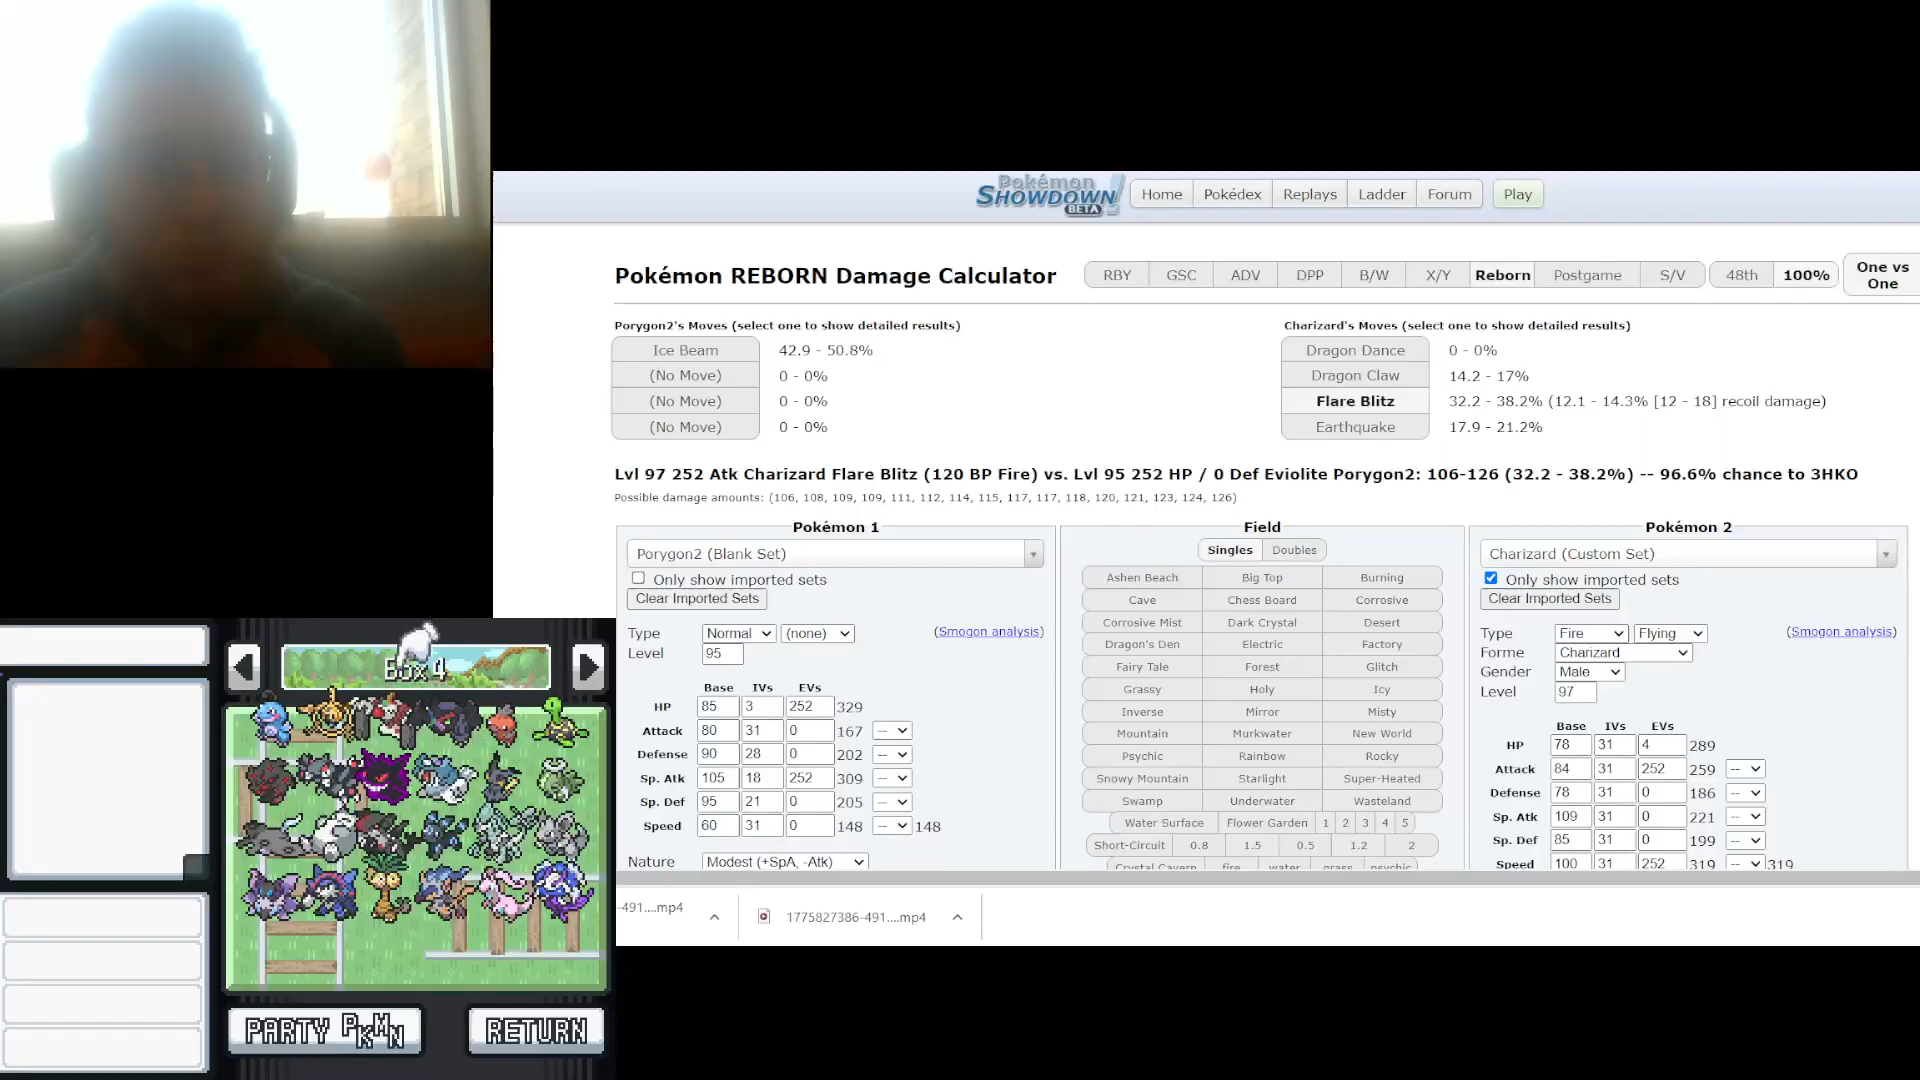 Pokémon
SHOWDOWN!
BETA
Home Pokédex Replays Ladder Forum Play
Pokémon REBORN Damage Calculator
RBY GSC ADV DPP B/W X/Y Reborn Postgame S/V 48th 100% One vs One
Porygon2's Moves (select one to show detailed results)
Ice Beam 42.9 - 50.8%
(No Move) 0 - 0%
(No Move) 0 - 0%
(No Move) 0 - 0%
Charizard's Moves (select one to show detailed results)
Dragon Dance 0 - 0%
Dragon Claw 14.2 - 17%
Flare Blitz 32.2 - 38.2% (12.1 - 14.3% [12 - 18] recoil damage)
Earthquake 17.9 - 21.2%
Lvl 97 252 Atk Charizard Flare Blitz (120 BP Fire) vs. Lvl 95 252 HP / 0 Def Eviolite Porygon2: 106-126 (32.2 - 38.2%) -- 96.6% chance to 3HKO
Possible damage amounts: (106, 108, 109, 109, 111, 112, 114, 115, 117, 117, 118, 120, 121, 123, 124, 126)
Pokémon 1
Porygon2 (Blank Set)
Only show imported sets
Clear Imported Sets
Type Normal (none) (Smogon analysis)
Level 95
Base IVs EVs
HP 85 3 252 329
Attack 80 31 0 167 --
Defense 90 28 0 202 --
Sp. Atk 105 18 252 309 --
Sp. Def 95 21 0 205 --
Speed 60 31 0 148 -- 148
Nature Modest (+SpA, -Atk)
Field
Singles Doubles
Ashen Beach Big Top Burning
Cave Chess Board Corrosive
Corrosive Mist Dark Crystal Desert
Dragon's Den Electric Factory
Fairy Tale Forest Glitch
Grassy Holy Icy
Inverse Mirror Misty
Mountain Murkwater New World
Psychic Rainbow Rocky
Snowy Mountain Starlight Super-Heated
Swamp Underwater Wasteland
Water Surface Flower Garden 1 2 3 4 5
Short-Circuit 0.8 1.5 0.5 1.2 2
Crystal Cavern fire water grass psychic
Pokémon 2
Charizard (Custom Set)
Only show imported sets
Clear Imported Sets
Type Fire Flying (Smogon analysis)
Forme Charizard
Gender Male
Level 97
Base IVs EVs
HP 78 31 4 289
Attack 84 31 252 259 --
Defense 78 31 0 186 --
Sp. Atk 109 31 0 221 --
Sp. Def 85 31 0 199 --
Speed 100 31 252 319 -- 319
-491....mp4
1775827386-491....mp4
Box 4
PARTY PKMN
RETURN